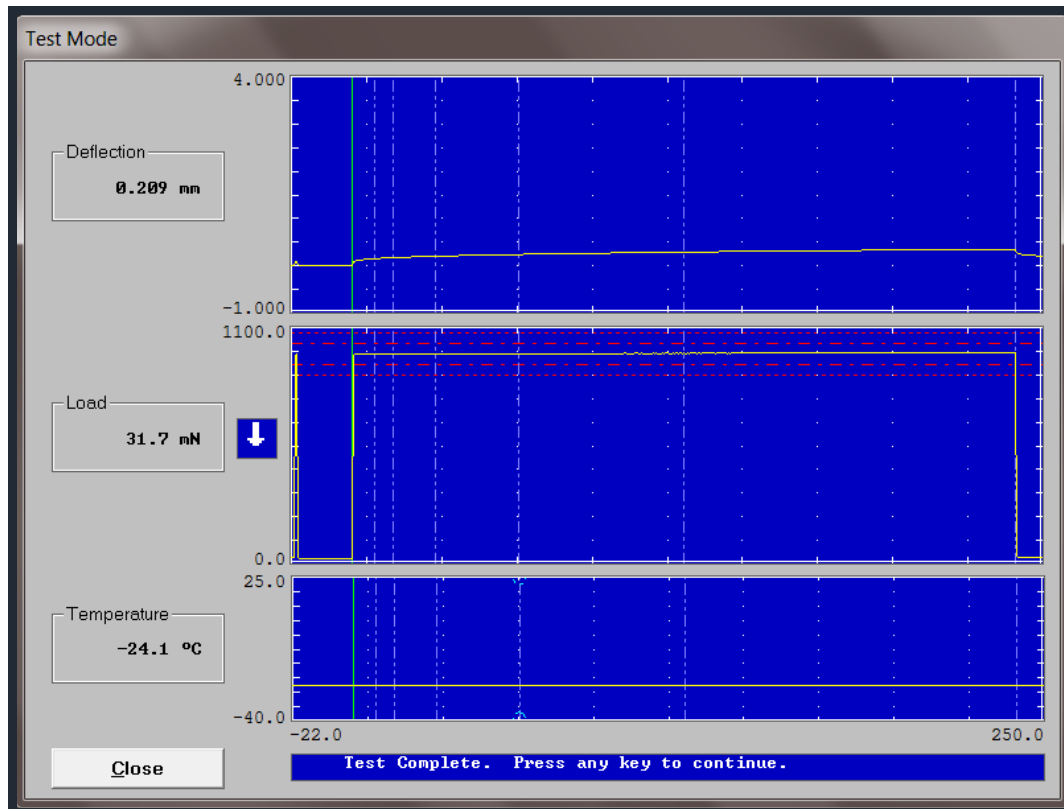 Test Mode
4.000
Deflection
0.209 mm
-1.000
1100.0
Load
31.7 mN
0.0
25.0
Temperature
-24.1 ºC
-40.0
-22.0 250.0
Close
Test Complete. Press any key to continue.